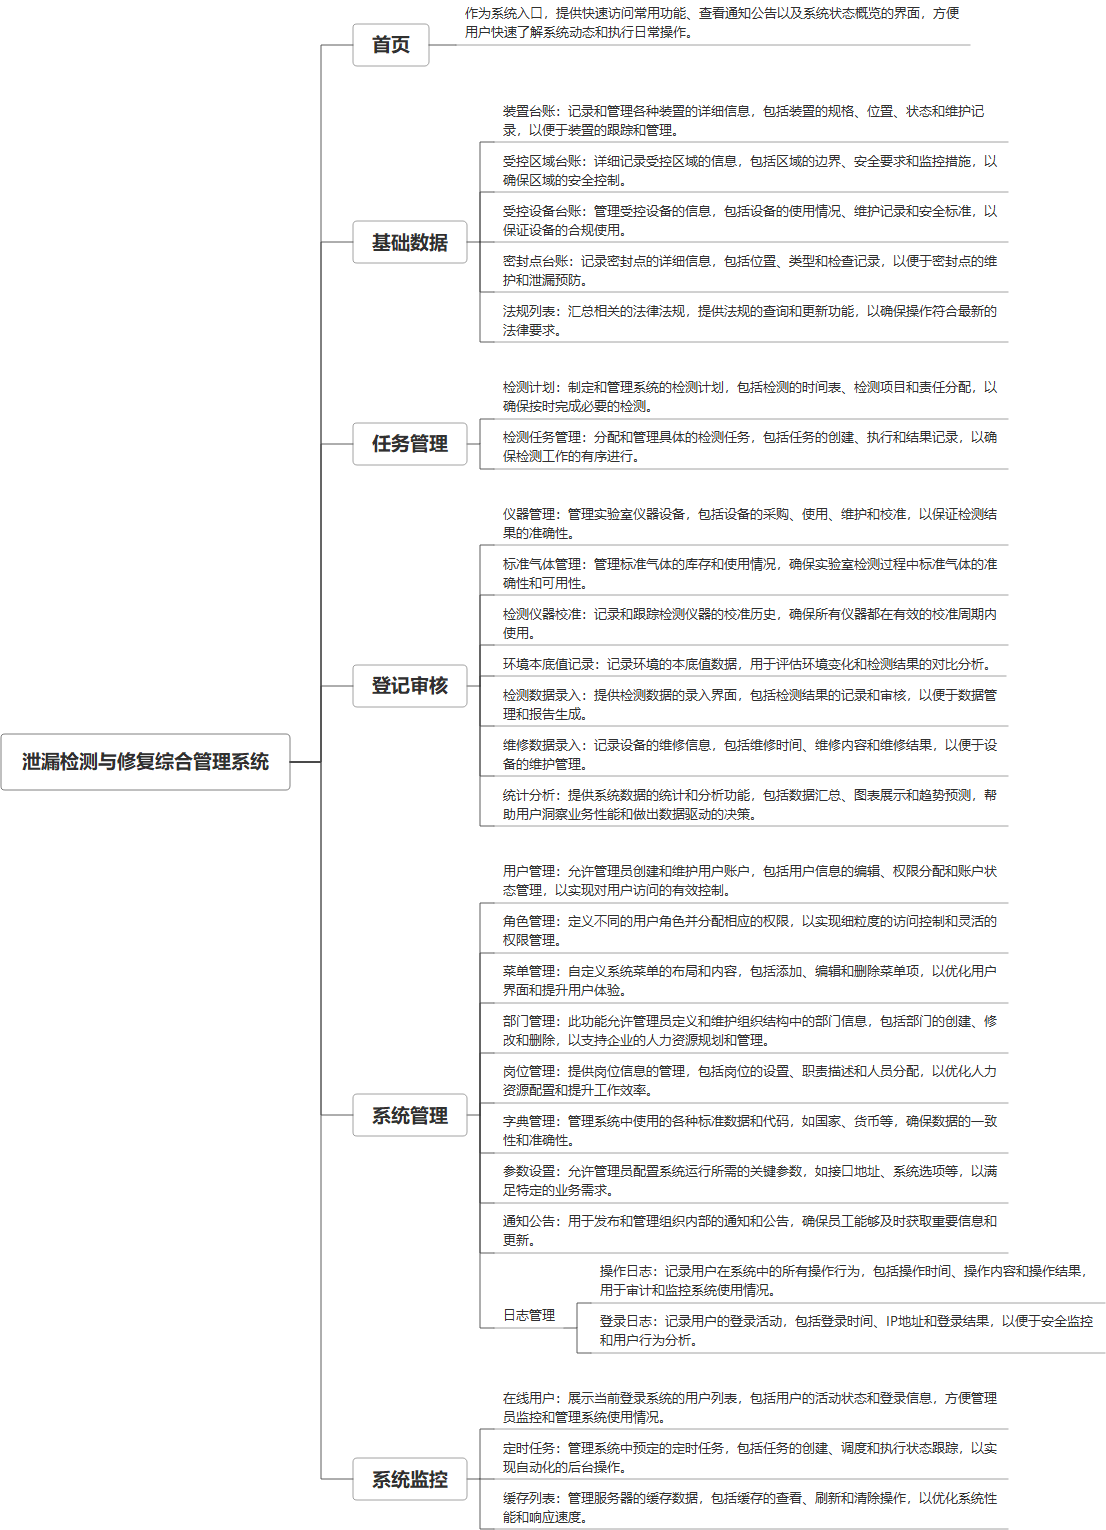 作为系统入口，提供快速访问常用功能、查看通知公告以及系统状态概览的界面，方便
用户快速了解系统动态和执行日常操作。
首页
装置台账：记录和管理各种装置的详细信息，包括装置的规格、位置、状态和维护记
录，以便于装置的跟踪和管理。
受控区域台账：详细记录受控区域的信息，包括区域的边界、安全要求和监控措施，以
确保区域的安全控制。
受控设备台账：管理受控设备的信息，包括设备的使用情况、维护记录和安全标准，以
保证设备的合规使用。
基础数据
密封点台账：记录密封点的详细信息，包括位置、类型和检查记录，以便于密封点的维
护和泄漏预防。
法规列表：汇总相关的法律法规，提供法规的查询和更新功能，以确保操作符合最新的
法律要求。
检测计划：制定和管理系统的检测计划，包括检测的时间表、检测项目和责任分配，以
确保按时完成必要的检测。
任务管理
检测任务管理：分配和管理具体的检测任务，包括任务的创建、执行和结果记录，以确
保检测工作的有序进行。
仪器管理：管理实验室仪器设备，包括设备的采购、使用、维护和校准，以保证检测结
果的准确性。
标准气体管理：管理标准气体的库存和使用情况，确保实验室检测过程中标准气体的准
确性和可用性。
检测仪器校准：记录和跟踪检测仪器的校准历史，确保所有仪器都在有效的校准周期内
使用。
环境本底值记录：记录环境的本底值数据，用于评估环境变化和检测结果的对比分析。
登记审核
检测数据录入：提供检测数据的录入界面，包括检测结果的记录和审核，以便于数据管
理和报告生成。
维修数据录入：记录设备的维修信息，包括维修时间、维修内容和维修结果，以便于设
备的维护管理。
泄漏检测与修复综合管理系统
统计分析：提供系统数据的统计和分析功能，包括数据汇总、图表展示和趋势预测，帮
助用户洞察业务性能和做出数据驱动的决策。
用户管理：允许管理员创建和维护用户账户，包括用户信息的编辑、权限分配和账户状
态管理，以实现对用户访问的有效控制。
角色管理：定义不同的用户角色并分配相应的权限，以实现细粒度的访问控制和灵活的
权限管理。
菜单管理：自定义系统菜单的布局和内容，包括添加、编辑和删除菜单项，以优化用户
界面和提升用户体验。
部门管理：此功能允许管理员定义和维护组织结构中的部门信息，包括部门的创建、修
改和删除，以支持企业的人力资源规划和管理。
岗位管理：提供岗位信息的管理，包括岗位的设置、职责描述和人员分配，以优化人力
资源配置和提升工作效率。
系统管理
字典管理：管理系统中使用的各种标准数据和代码，如国家、货币等，确保数据的一致
性和准确性。
参数设置：允许管理员配置系统运行所需的关键参数，如接口地址、系统选项等，以满
足特定的业务需求。
通知公告：用于发布和管理组织内部的通知和公告，确保员工能够及时获取重要信息和
更新。
日志管理
操作日志：记录用户在系统中的所有操作行为，包括操作时间、操作内容和操作结果，
用于审计和监控系统使用情况。
登录日志：记录用户的登录活动，包括登录时间、IP地址和登录结果，以便于安全监控
和用户行为分析。
在线用户：展示当前登录系统的用户列表，包括用户的活动状态和登录信息，方便管理
员监控和管理系统使用情况。
定时任务：管理系统中预定的定时任务，包括任务的创建、调度和执行状态跟踪，以实
现自动化的后台操作。
系统监控
缓存列表：管理服务器的缓存数据，包括缓存的查看、刷新和清除操作，以优化系统性
能和响应速度。